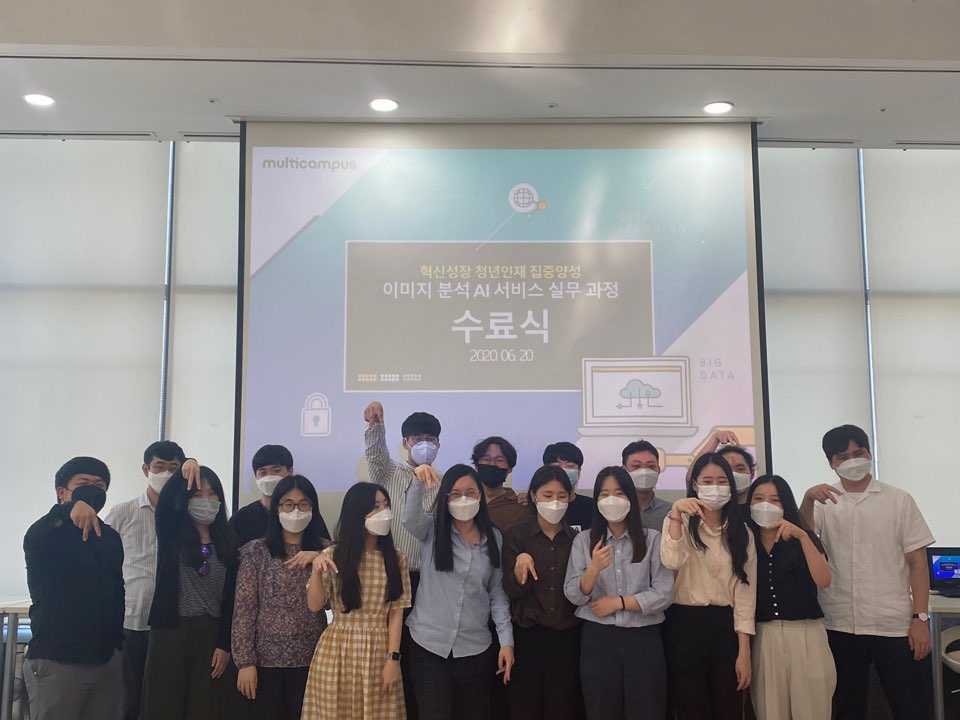 multicampus
DEEP
LEARNING
혁신성장 청년인재 집중양성
이미지 분석 AI 서비스 실무 과정
수료식
2020. 06. 20
BIG
DATA